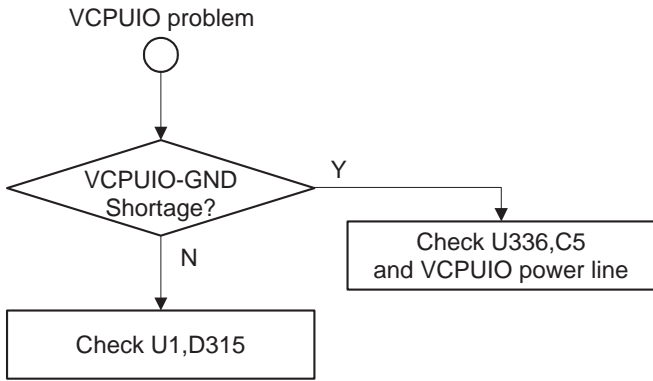 VCPUIO problem
VCPUIO-GND
Shortage?
Y
Check U336,C5
and VCPUIO power line
N
Check U1,D315